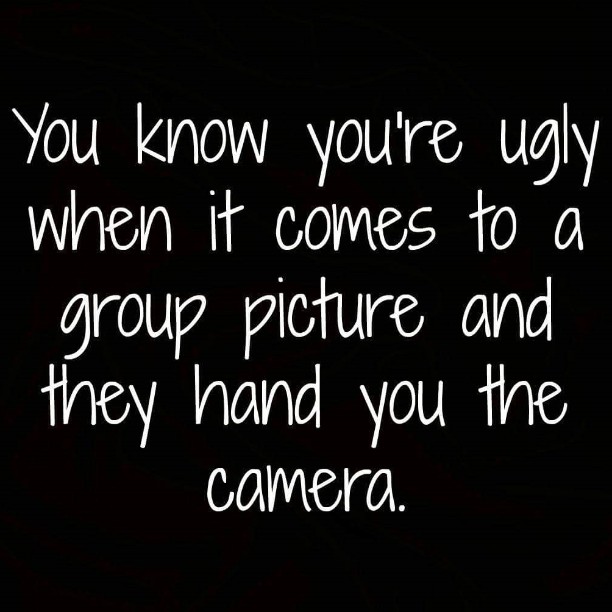 You know you're ugly
when it comes to a
group picture and
they hand you the
camera.